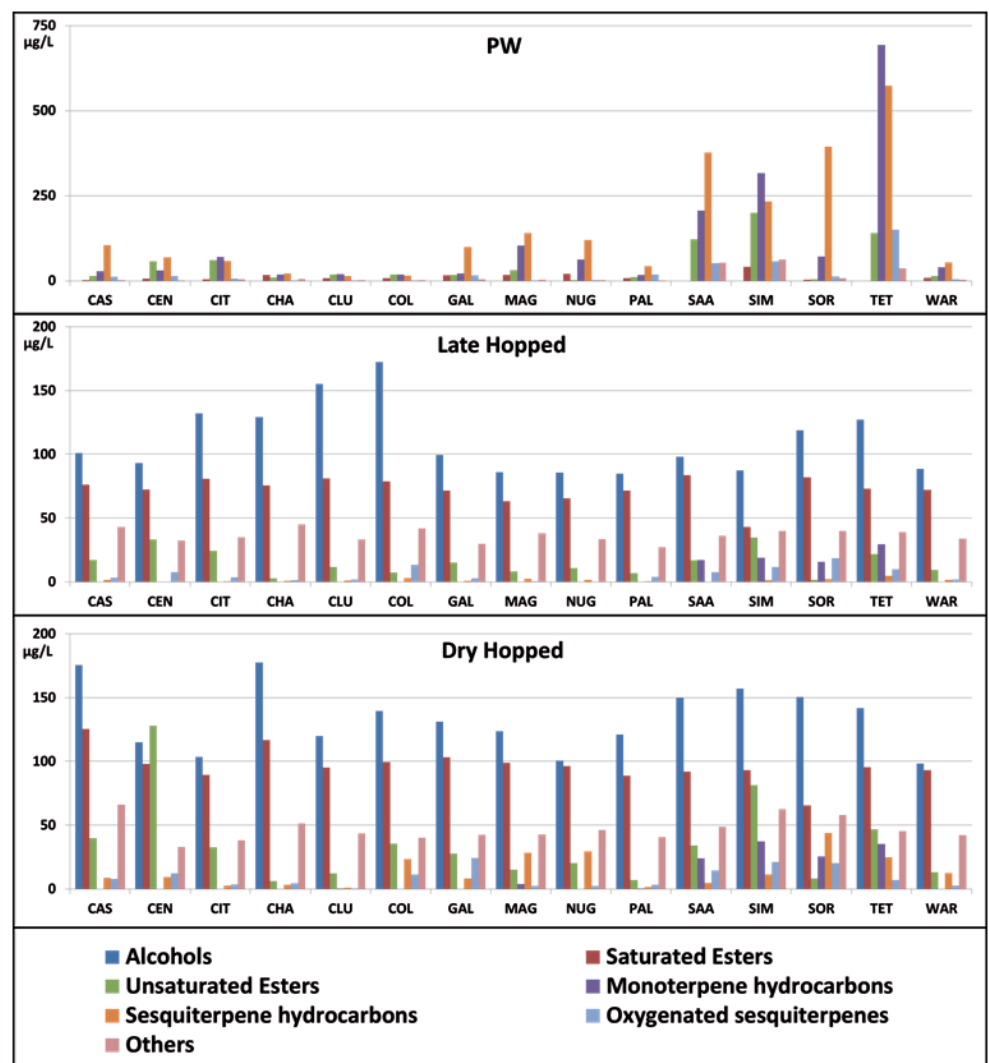 750
µg/L
PW
500
250
0
CAS CEN CIT CHA CLU COL GAL MAG NUG PAL SAA SIM SOR TET WAR
200
µg/L
Late Hopped
150
100
50
0
CAS CEN CIT CHA CLU COL GAL MAG NUG PAL SAA SIM SOR TET WAR
200
µg/L
Dry Hopped
150
100
50
0
CAS CEN CIT CHA CLU COL GAL MAG NUG PAL SAA SIM SOR TET WAR
Alcohols Saturated Esters
Unsaturated Esters Monoterpene hydrocarbons
Sesquiterpene hydrocarbons Oxygenated sesquiterpenes
Others